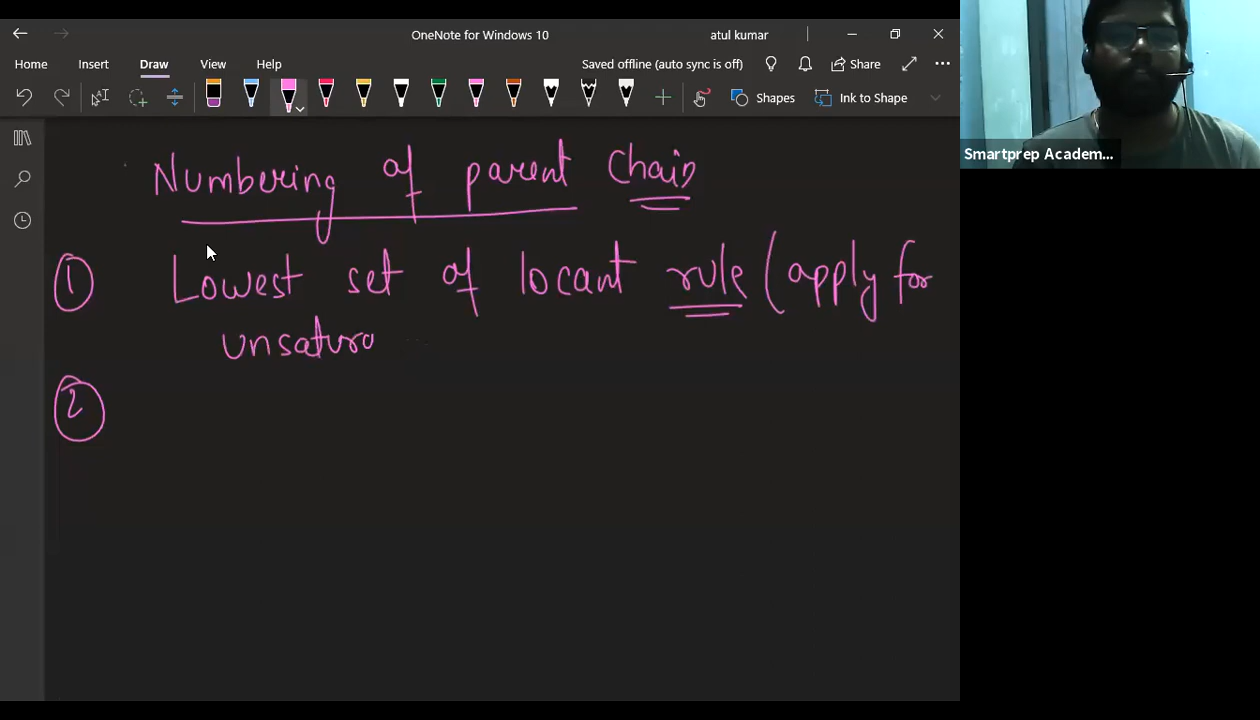 OneNote for Windows 10
atul kumar
Home Insert Draw View Help
Saved offline (auto sync is off)
Share
Shapes
Ink to Shape
Smartprep Academ...
Numbering of parent Chain
① Lowest set of locant rule (apply for
unsatura
②